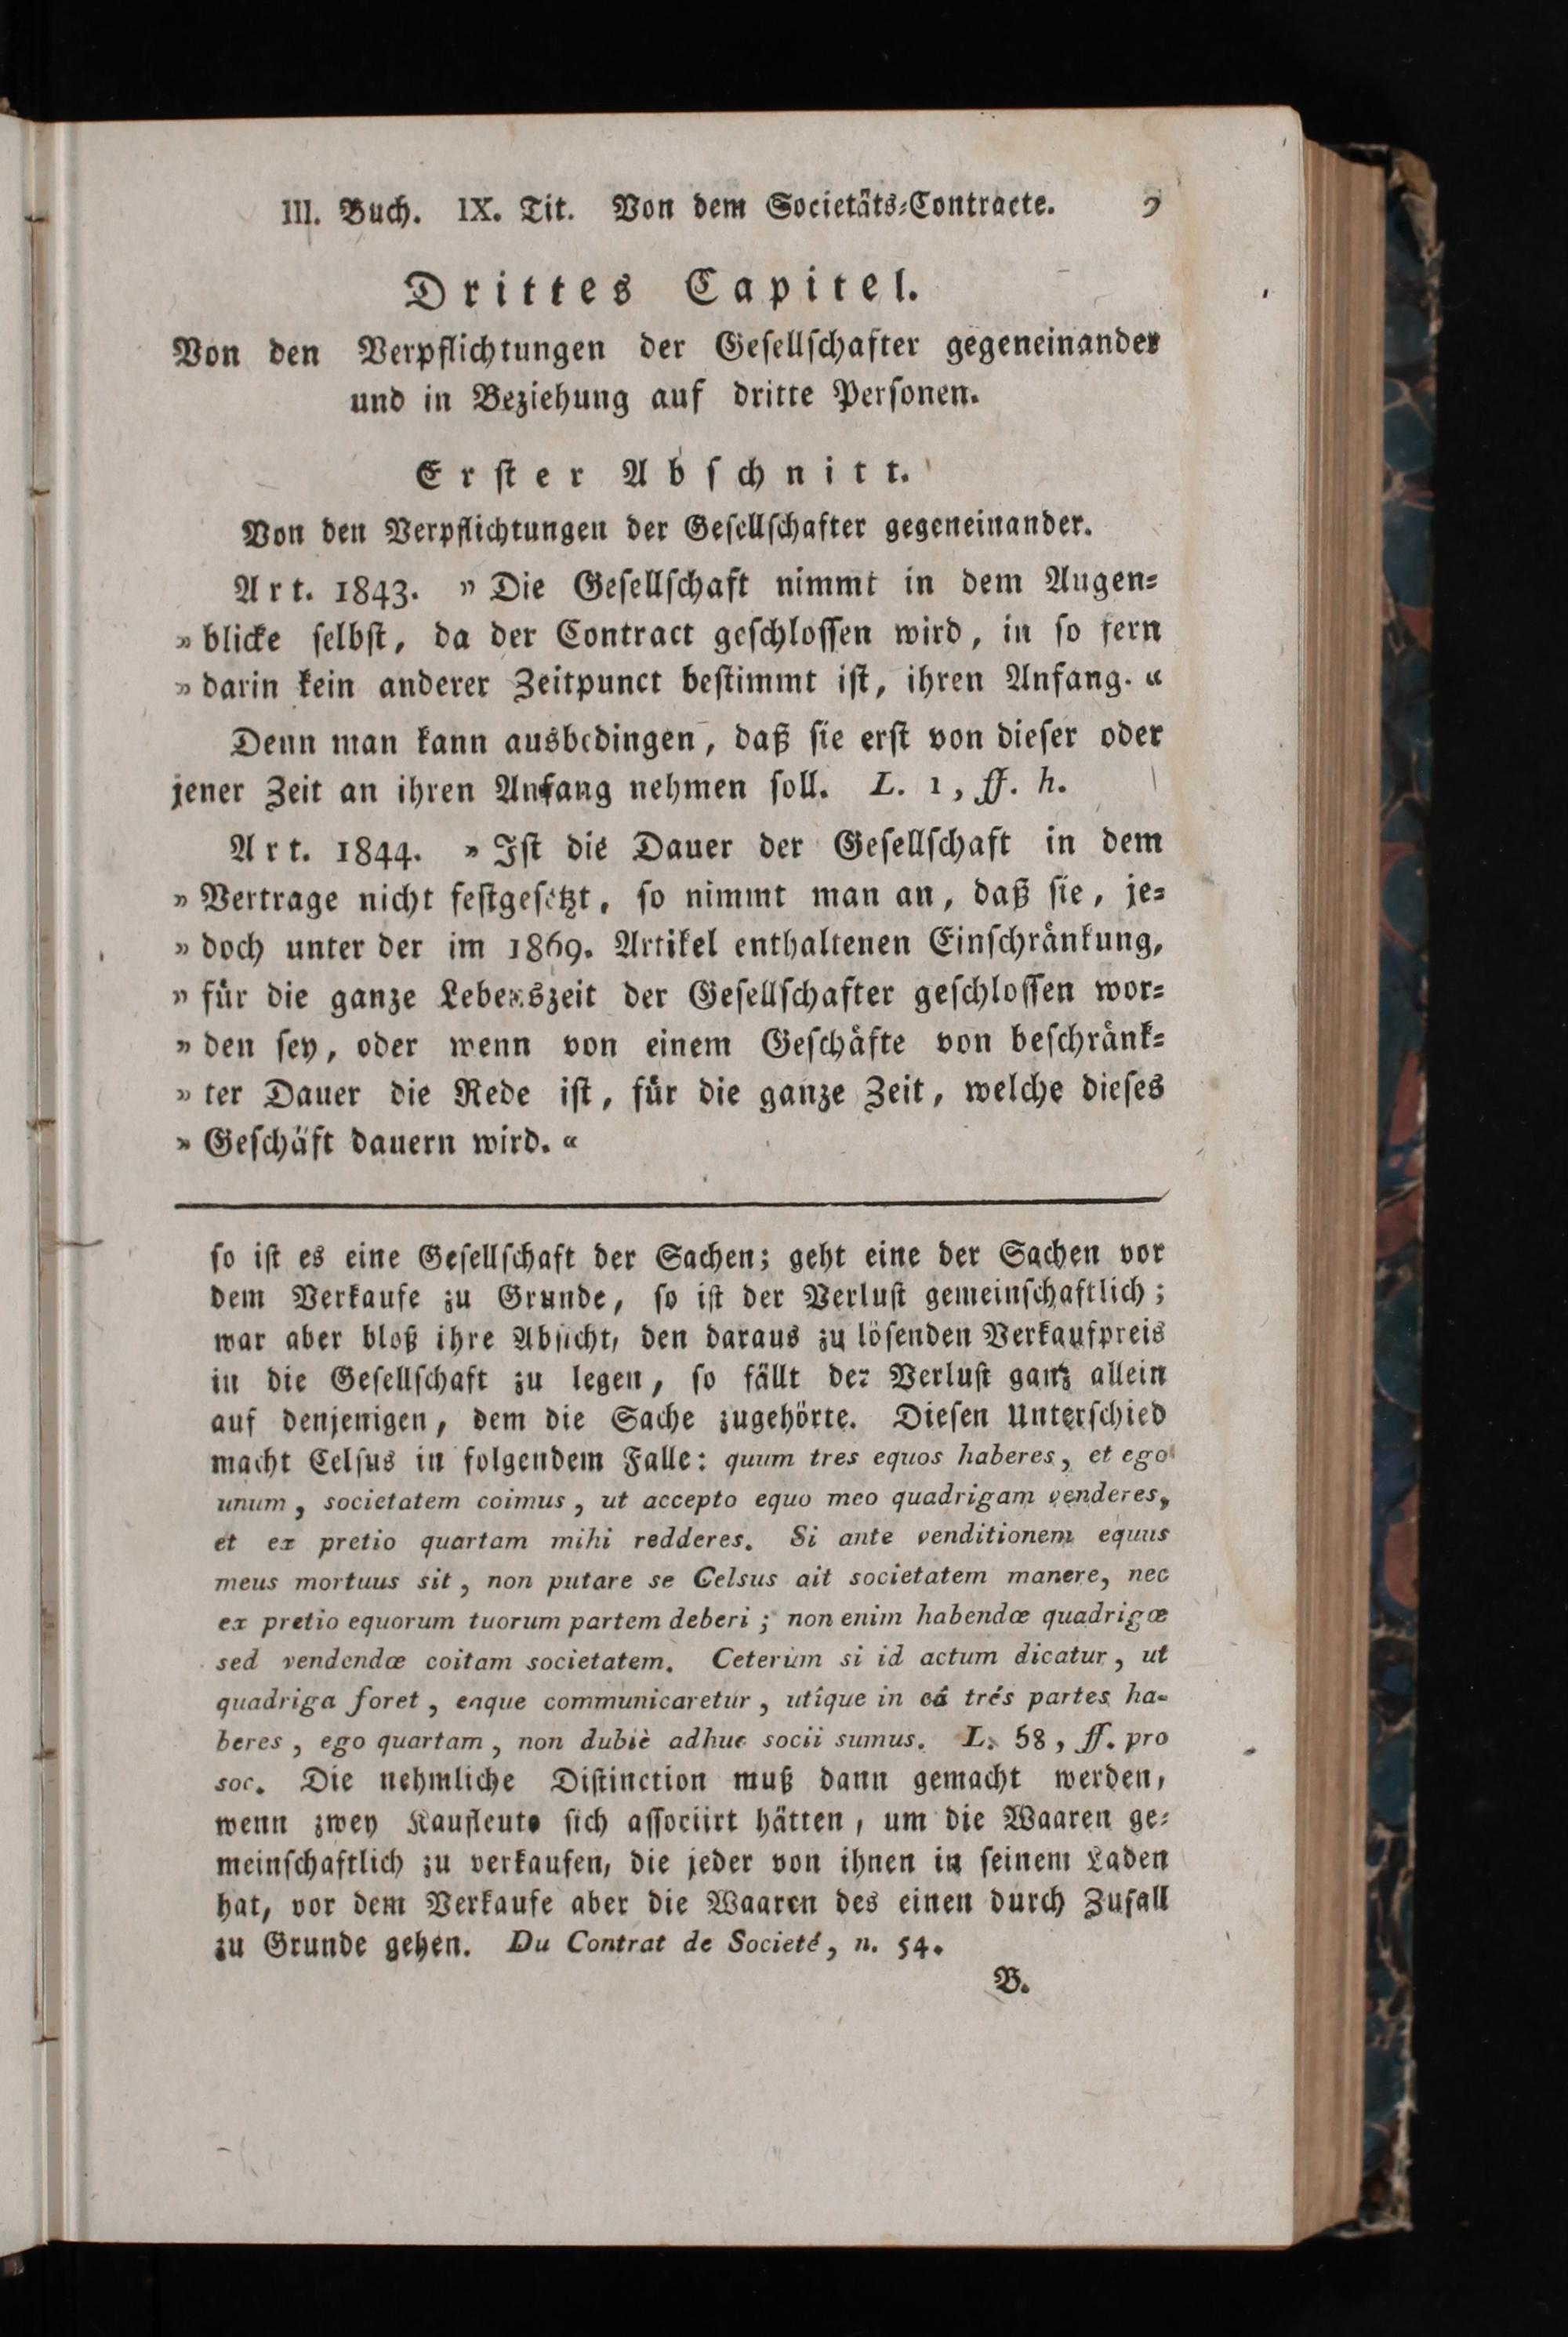 III. Buch. IX. Tit. Von dem Societäts-Contracte. 9
Drittes Capitel.
Von den Verpflichtungen der Gesellschafter gegeneinander
und in Beziehung auf dritte Personen.
Erster Abschnitt.
Von den Verpflichtungen der Gesellschafter gegeneinander.
Art. 1843. » Die Gesellschaft nimmt in dem Augen-
» blicke selbst, da der Contract geschlossen wird, in so fern
» darin kein anderer Zeitpunct bestimmt ist, ihren Anfang. «
Denn man kann ausbedingen, daß sie erst von dieser oder
jener Zeit an ihren Anfang nehmen soll. L. 1, ff. h.
Art. 1844. » Ist die Dauer der Gesellschaft in dem
» Vertrage nicht festgesetzt, so nimmt man an, daß sie, je-
» doch unter der im 1869. Artikel enthaltenen Einschränkung,
» für die ganze Lebenszeit der Gesellschafter geschlossen wor-
» den sey, oder wenn von einem Geschäfte von beschränk-
» ter Dauer die Rede ist, für die ganze Zeit, welche dieses
» Geschäft dauern wird. «
so ist es eine Gesellschaft der Sachen; geht eine der Sachen vor
dem Verkaufe zu Grunde, so ist der Verlust gemeinschaftlich;
war aber bloß ihre Absicht, den daraus zu lösenden Verkaufpreis
in die Gesellschaft zu legen, so fällt der Verlust ganz allein
auf denjenigen, dem die Sache zugehörte. Diesen Unterschied
macht Celsus in folgendem Falle: quum tres equos haberes, et ego
unum, societatem coimus, ut accepto equo meo quadrigam venderes,
et ex pretio quartam mihi redderes. Si ante venditionem equus
meus mortuus sit, non putare se Celsus ait societatem manere, nec
ex pretio equorum tuorum partem deberi; non enim habendœ quadrigœ
sed vendendœ coitam societatem. Ceterùm si id actum dicatur, ut
quadriga foret, eaque communicaretur, utique in eâ trés partes ha-
beres, ego quartam, non dubiè adhuc socii sumus. L. 58, ff. pro
soc. Die nehmliche Distinction muß dann gemacht werden,
wenn zwey Kaufleute sich associirt hätten, um die Waaren ge-
meinschaftlich zu verkaufen, die jeder von ihnen in seinem Laden
hat, vor dem Verkaufe aber die Waaren des einen durch Zufall
zu Grunde gehen. Du Contrat de Societé, n. 54.
B.